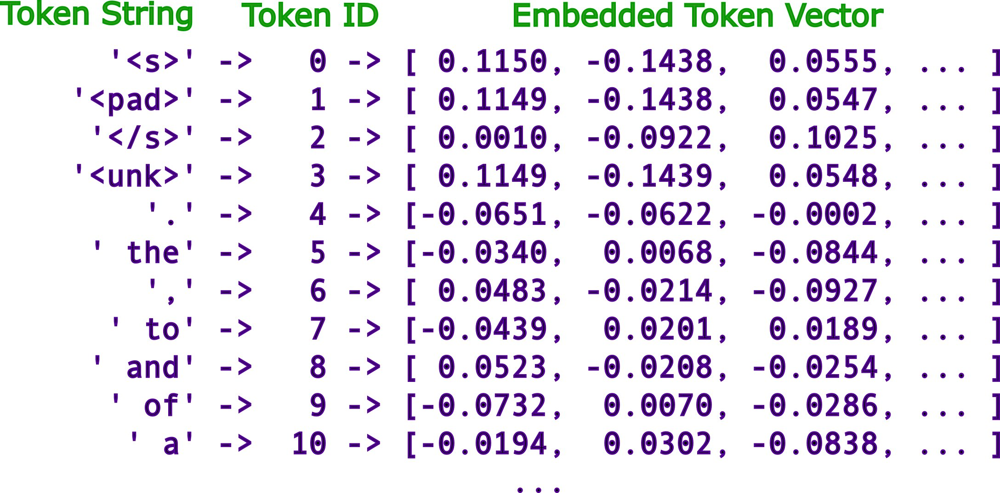 Token String Token ID Embedded Token Vector
'<s>' -> 0 -> [ 0.1150, -0.1438, 0.0555, ... ]
'<pad>' -> 1 -> [ 0.1149, -0.1438, 0.0547, ... ]
'</s>' -> 2 -> [ 0.0010, -0.0922, 0.1025, ... ]
'<unk>' -> 3 -> [ 0.1149, -0.1439, 0.0548, ... ]
'.' -> 4 -> [-0.0651, -0.0622, -0.0002, ... ]
' the' -> 5 -> [-0.0340, 0.0068, -0.0844, ... ]
',' -> 6 -> [ 0.0483, -0.0214, -0.0927, ... ]
' to' -> 7 -> [-0.0439, 0.0201, 0.0189, ... ]
' and' -> 8 -> [ 0.0523, -0.0208, -0.0254, ... ]
' of' -> 9 -> [-0.0732, 0.0070, -0.0286, ... ]
' a' -> 10 -> [-0.0194, 0.0302, -0.0838, ... ]
...